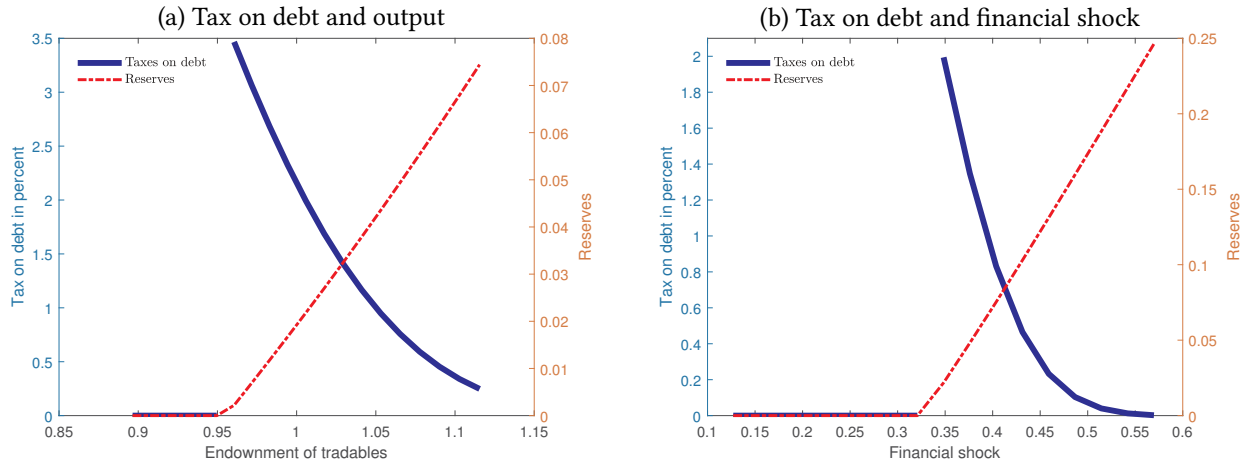 (a) Tax on debt and output
3.5
3
2.5
2
1.5
1
0.5
0
Tax on debt in percent
Taxes on debt
Reserves
0.08
0.07
0.06
0.05
0.04
0.03
0.02
0.01
0
Reserves
0.85 0.9 0.95 1 1.05 1.1 1.15
Endownment of tradables
(b) Tax on debt and financial shock
2
1.8
1.6
1.4
1.2
1
0.8
0.6
0.4
0.2
0
Tax on debt in percent
Taxes on debt
Reserves
0.25
0.2
0.15
0.1
0.05
0
Reserves
0.1 0.15 0.2 0.25 0.3 0.35 0.4 0.45 0.5 0.55 0.6
Financial shock